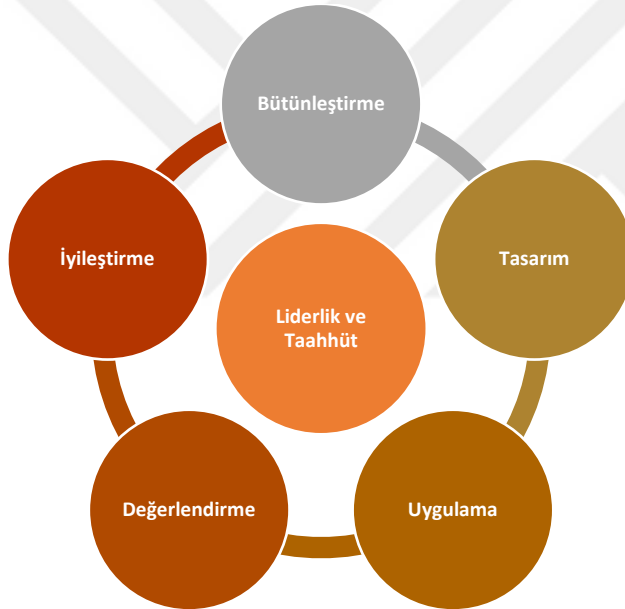 Bütünleştirme
Tasarım
Uygulama
Değerlendirme
İyileştirme
Liderlik ve
Taahhüt